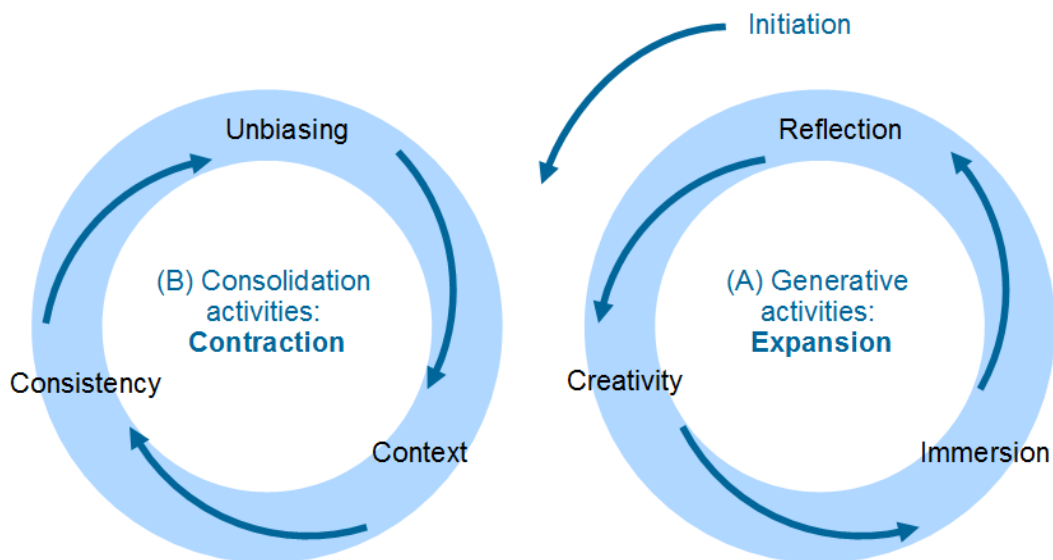 Initiation
Unbiasing
(B) Consolidation
activities:
Contraction
Consistency
Context
Reflection
(A) Generative
activities:
Expansion
Creativity
Immersion